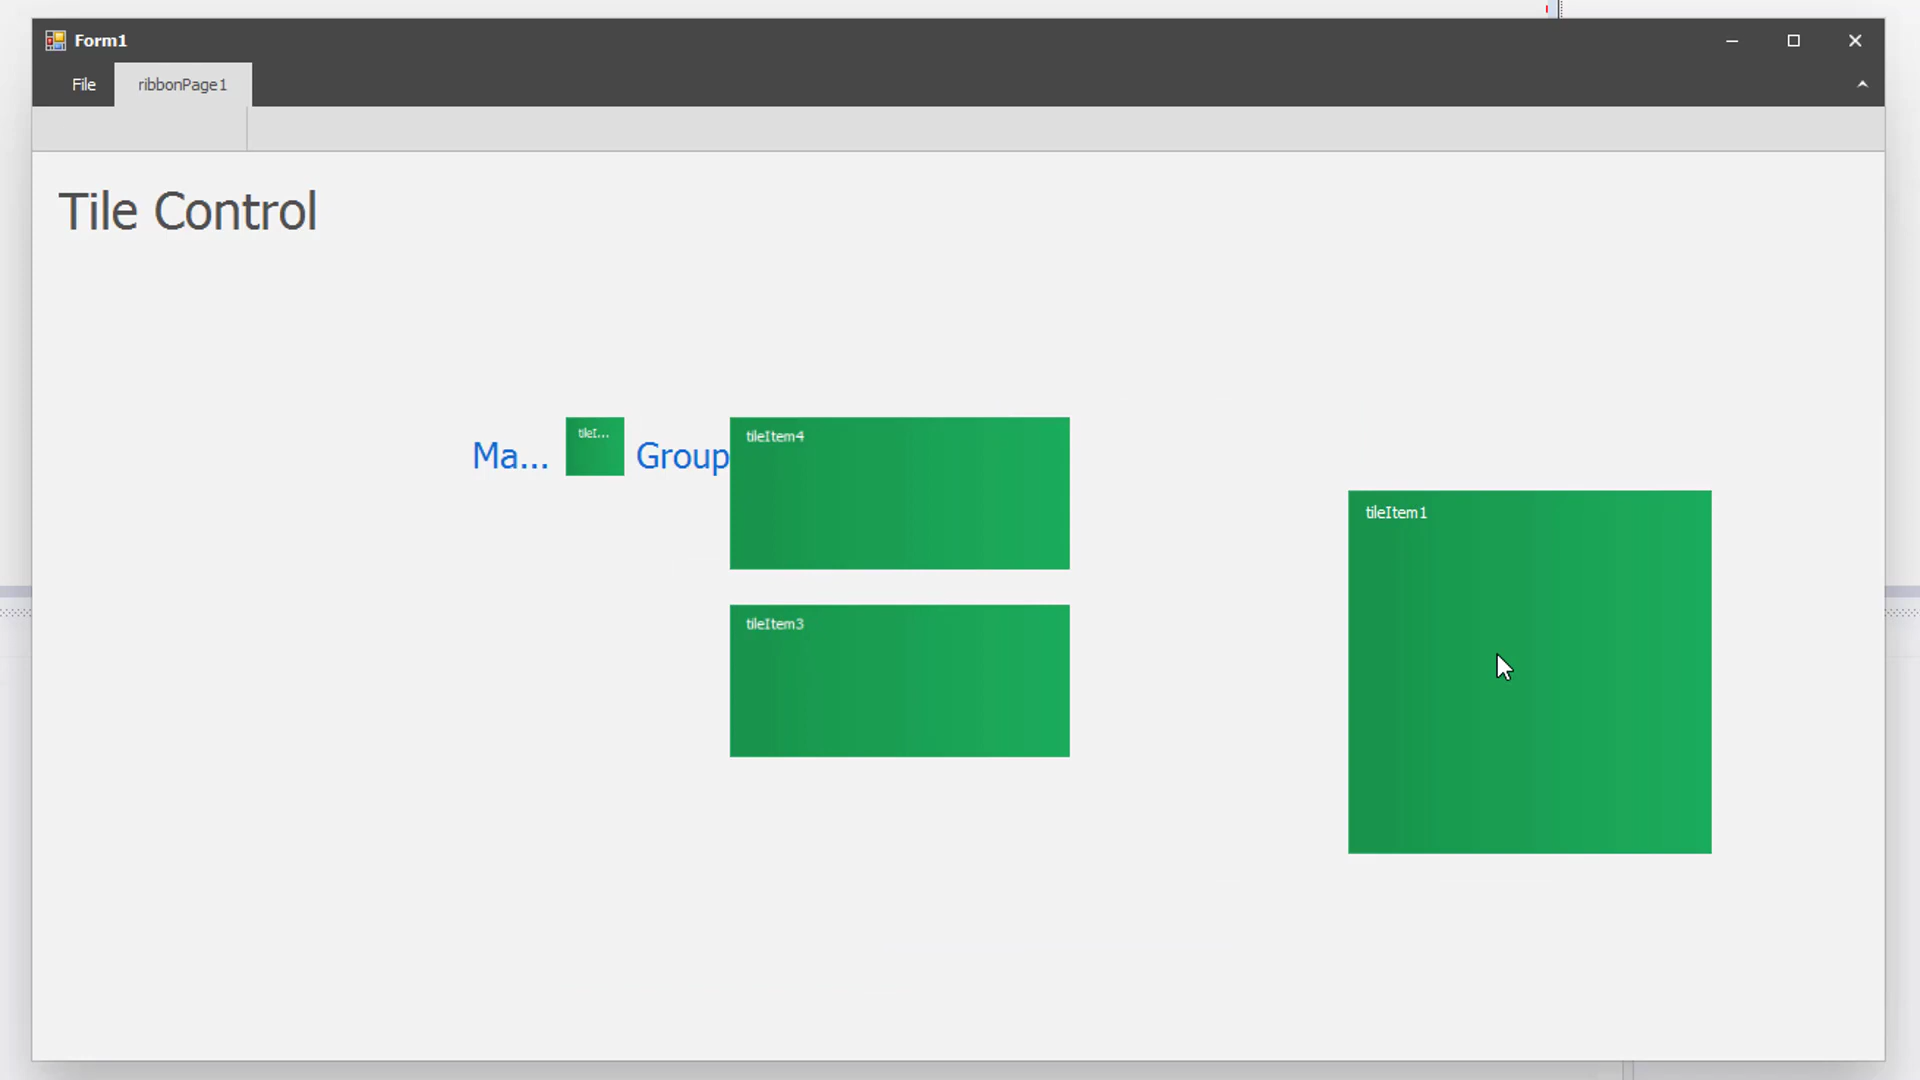 Form1
File
ribbonPage1
Tile Control
Ma...
tileI...
Group
tileItem4
tileItem3
tileItem1